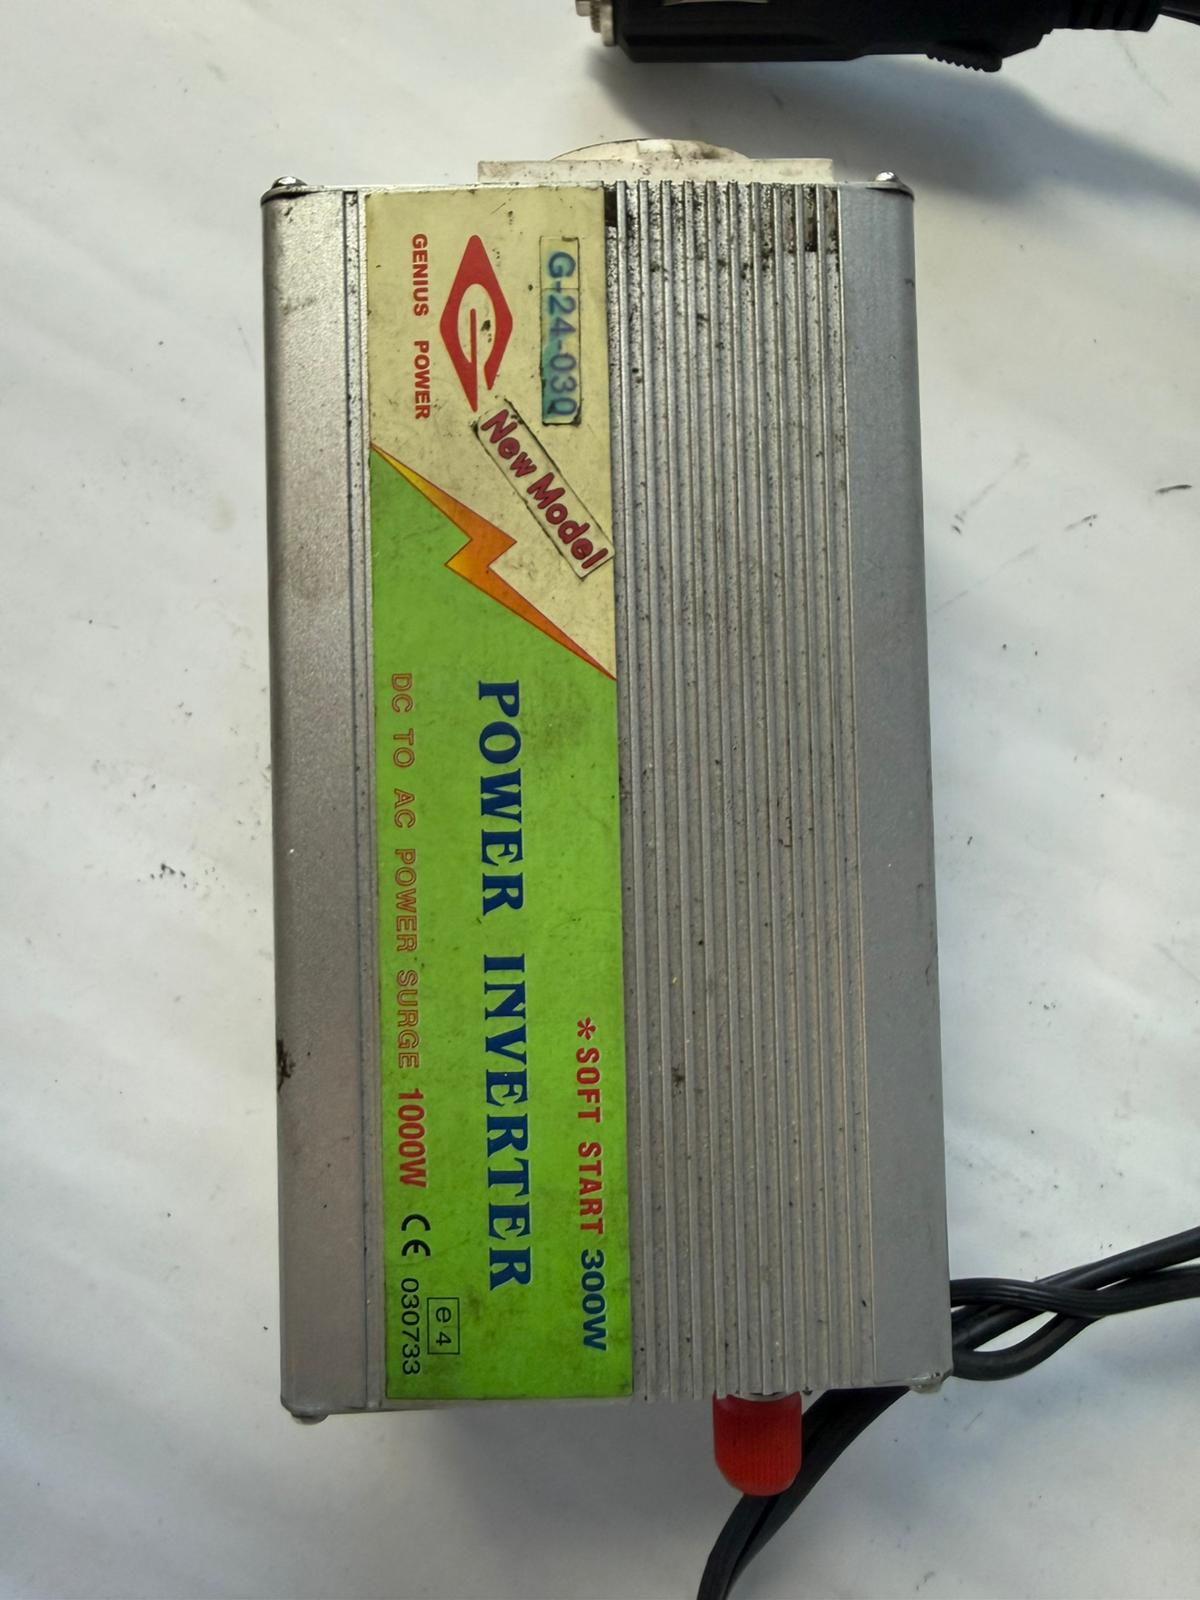 G-24-030
G
GENIUS POWER
New Model
*SOFT START 300W
POWER INVERTER
DC TO AC POWER SURGE 1000W CE
e4
030733